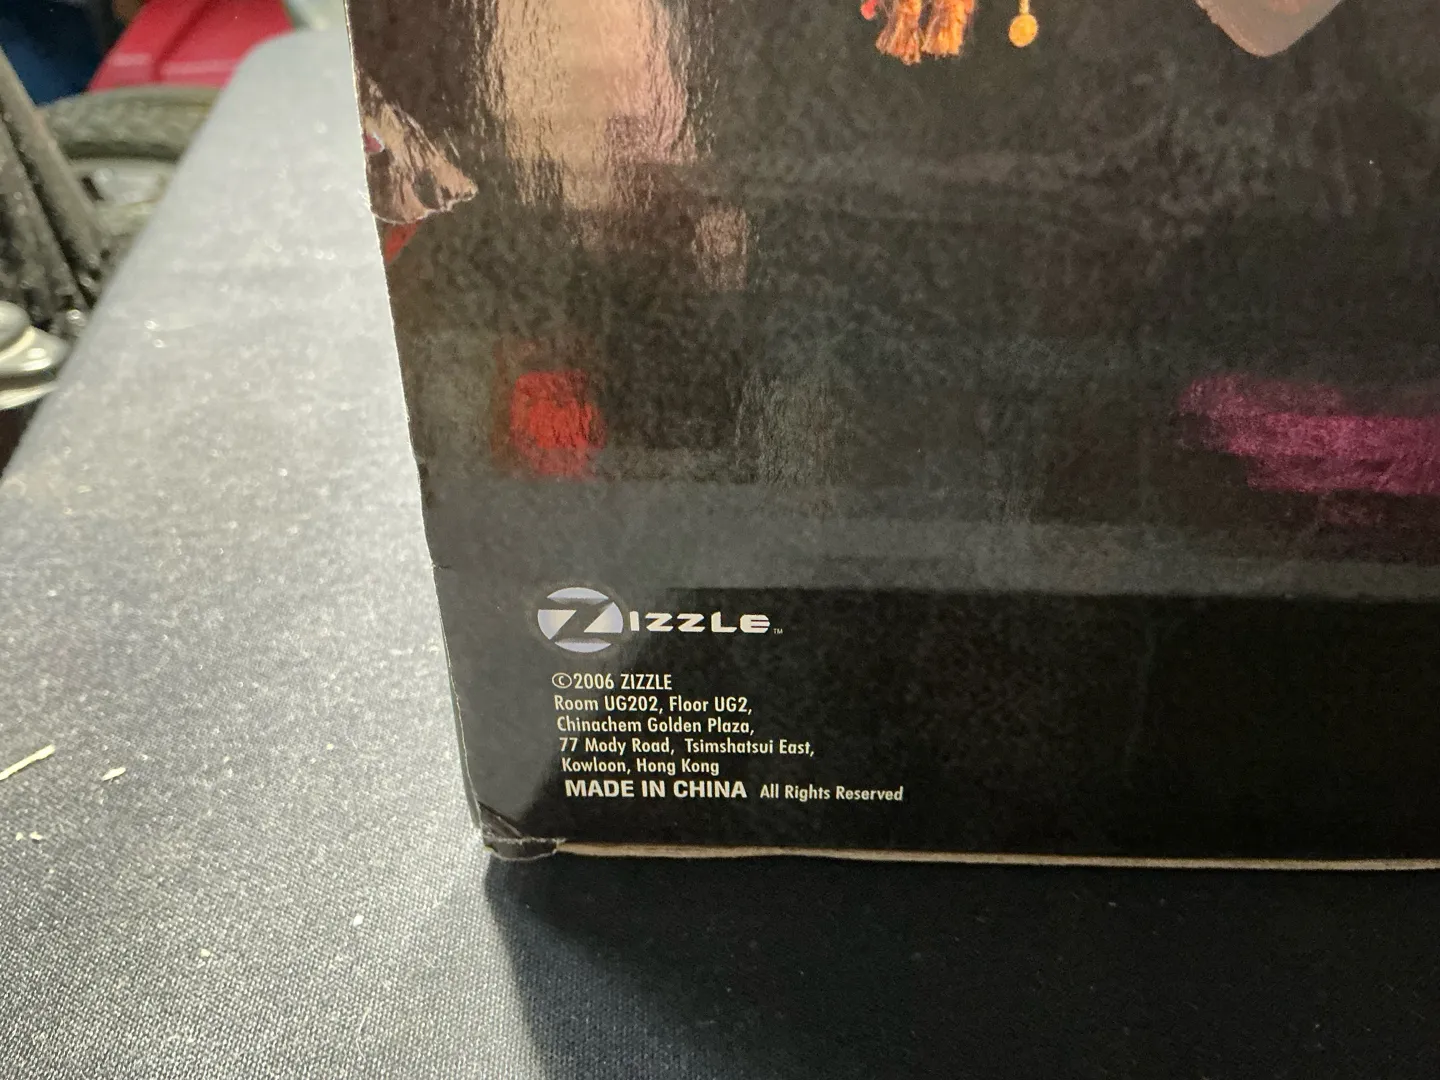 ZIZZLE™
©2006 ZIZZLE
Room UG202, Floor UG2,
Chinachem Golden Plaza,
77 Mody Road, Tsimshatsui East,
Kowloon, Hong Kong
MADE IN CHINA All Rights Reserved